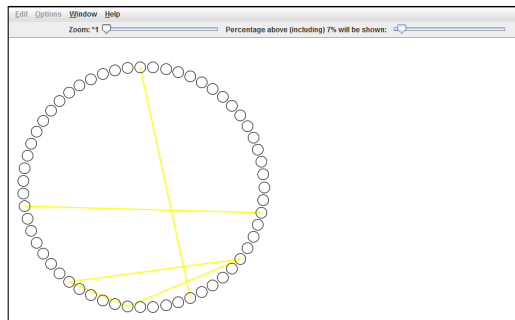 Edit Options Window Help
Zoom: *1 Percentage above (including) 7% will be shown: